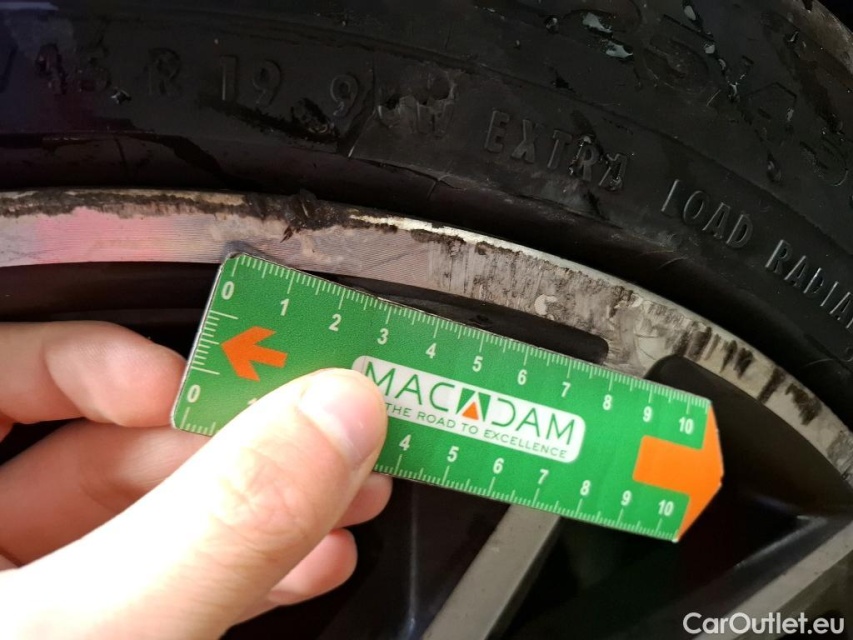 R 19 9
EXTRA LOAD RADIAL
0 1 2 3 4 5 6 7 8 9 10
MACADAM
THE ROAD TO EXCELLENCE
0 4 5 6 7 8 9 10
CarOutlet.eu